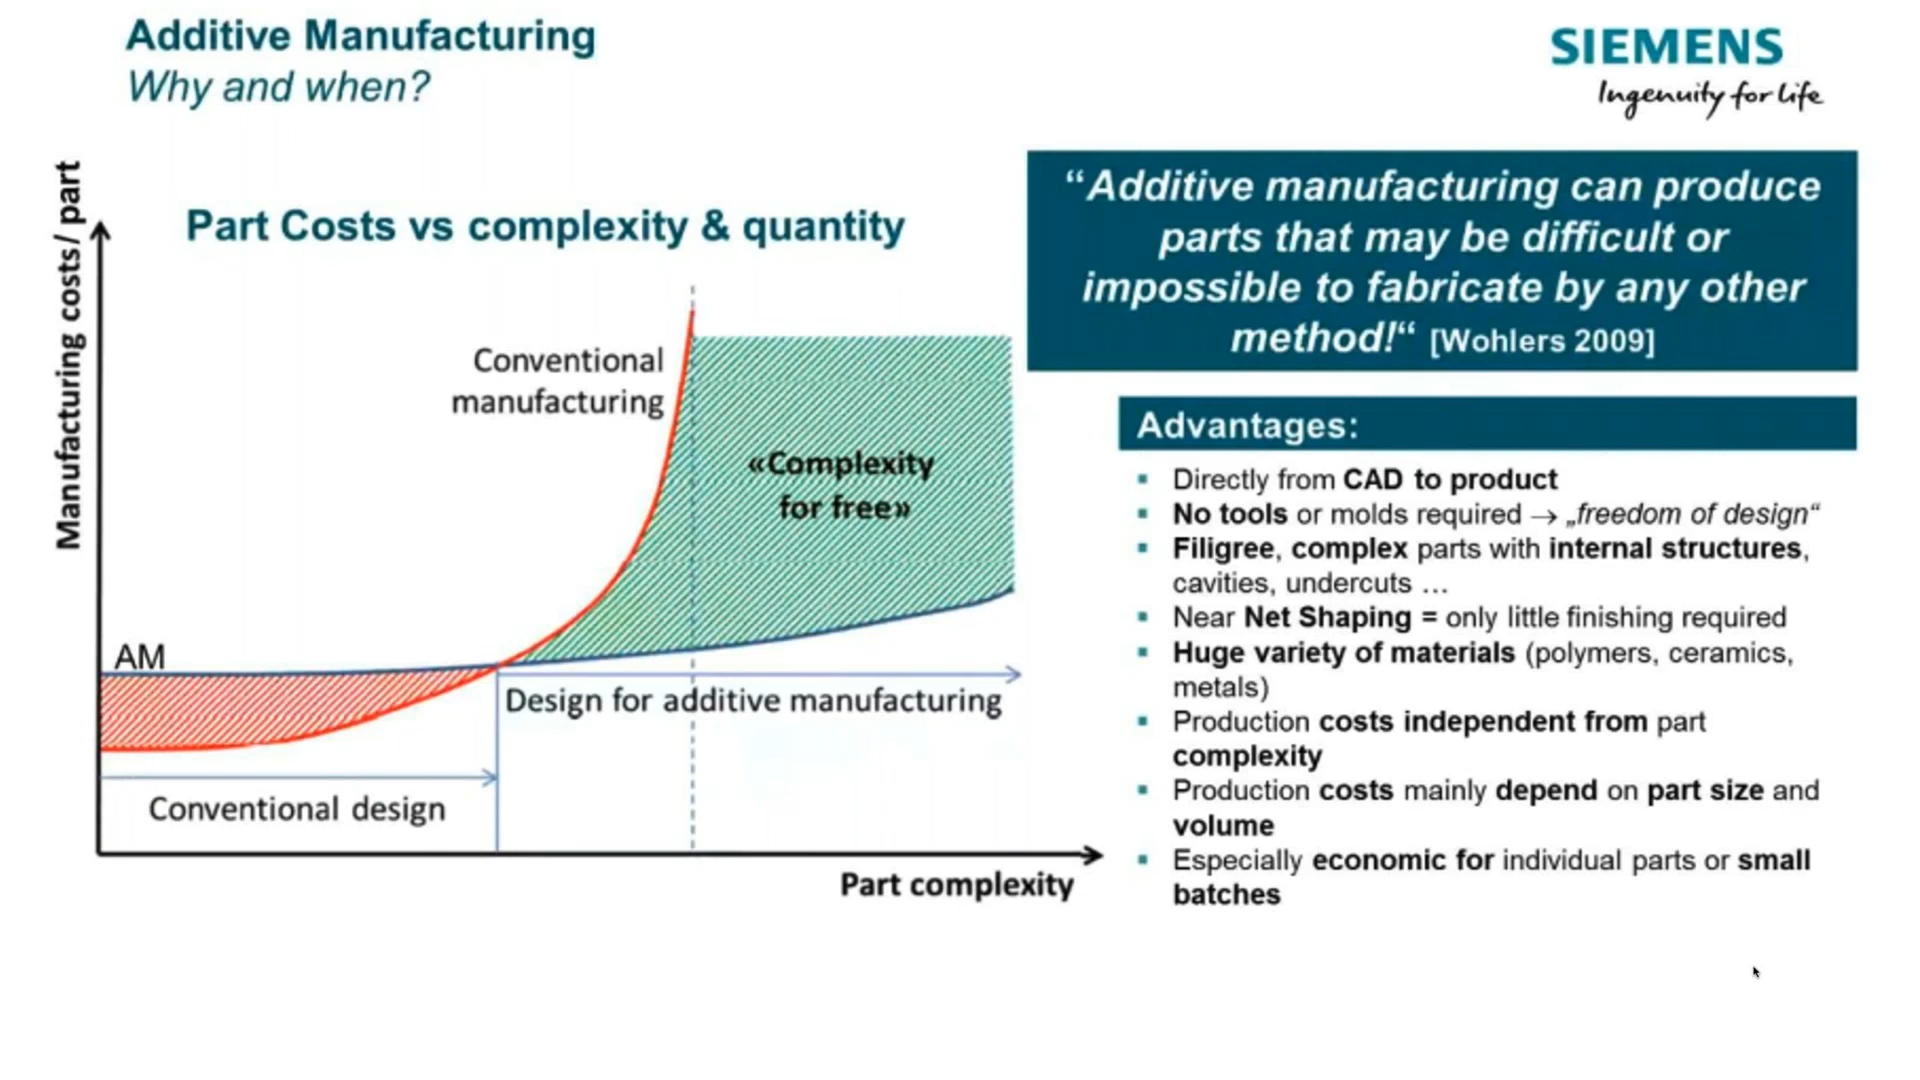 Additive Manufacturing
Why and when?
SIEMENS
Ingenuity for life
Manufacturing costs/ part
Part Costs vs complexity & quantity
Conventional
manufacturing
«Complexity
for free»
AM
Design for additive manufacturing
Conventional design
Part complexity
“Additive manufacturing can produce
parts that may be difficult or
impossible to fabricate by any other
method!“ [Wohlers 2009]
Advantages:
▪ Directly from CAD to product
▪ No tools or molds required → „freedom of design“
▪ Filigree, complex parts with internal structures,
cavities, undercuts …
▪ Near Net Shaping = only little finishing required
▪ Huge variety of materials (polymers, ceramics,
metals)
▪ Production costs independent from part
complexity
▪ Production costs mainly depend on part size and
volume
▪ Especially economic for individual parts or small
batches